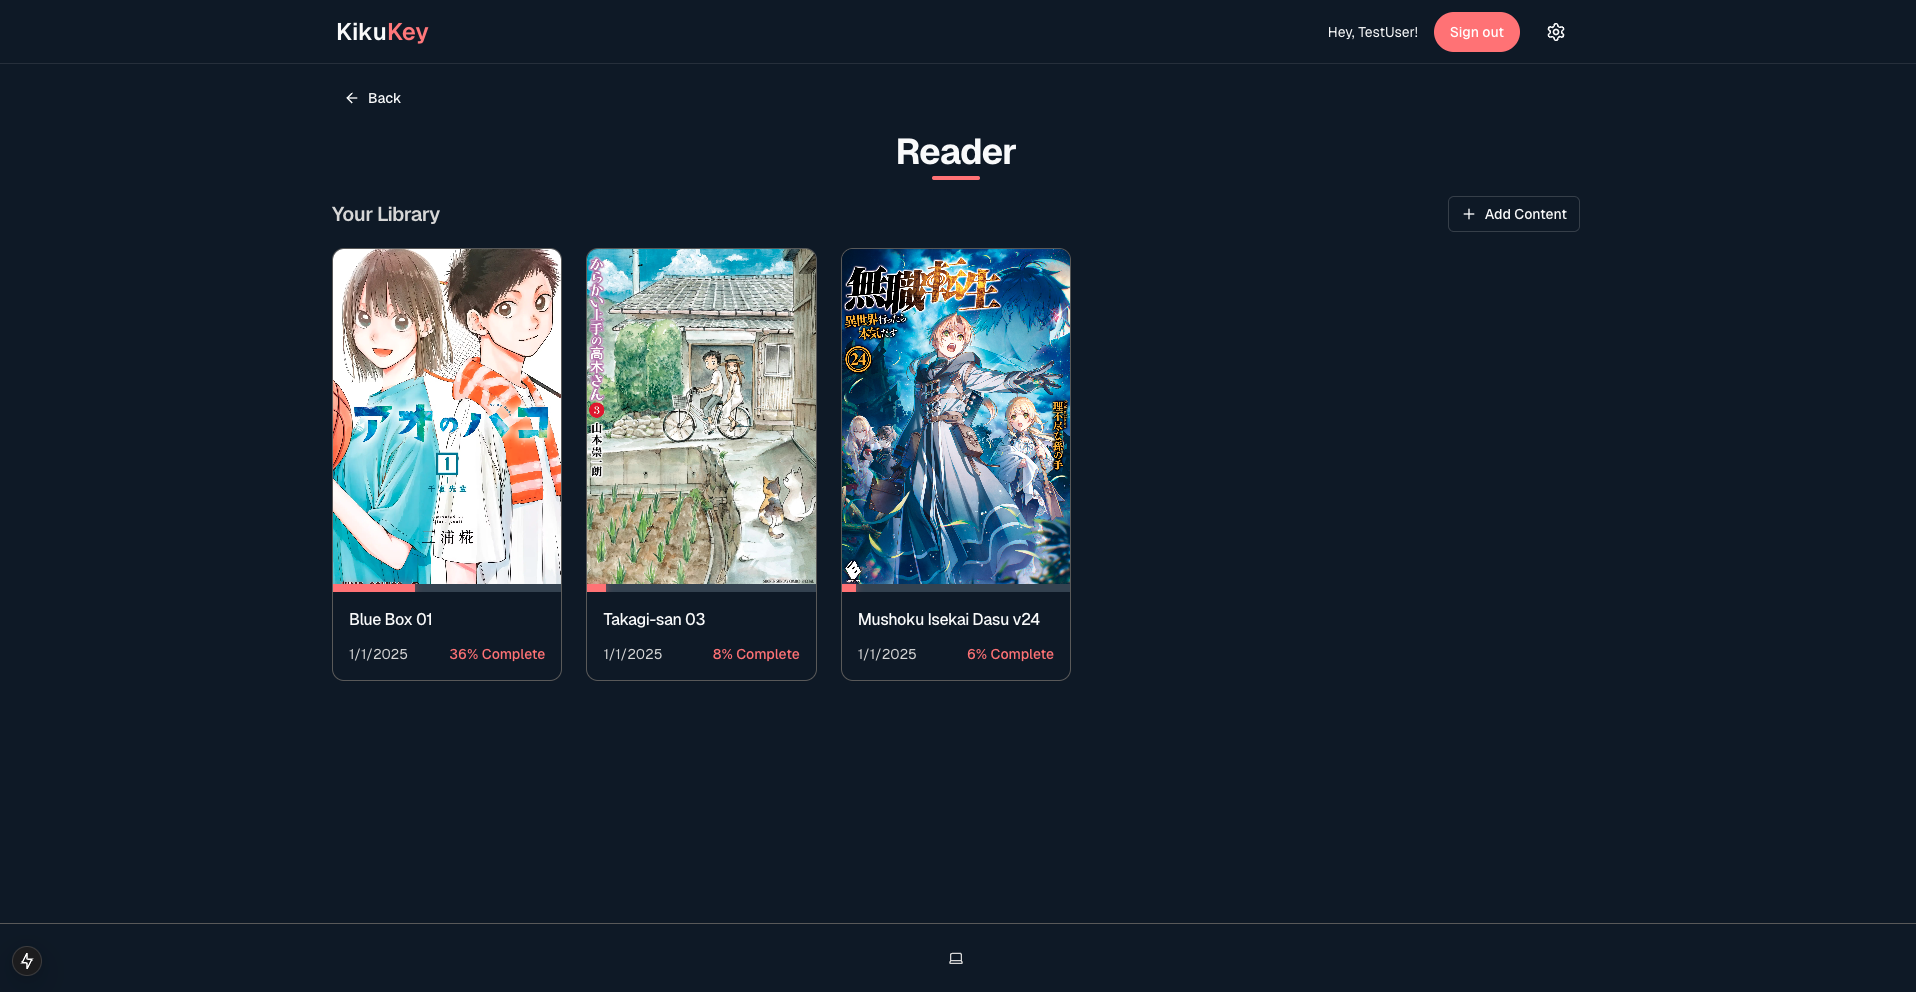 KikuKey
Hey, TestUser!
Sign out
Back
Reader
Your Library
Add Content
アオのハコ
1
三浦糀
Blue Box 01
1/1/2025
36% Complete
からかい上手の高木さん
3
山本崇一朗
Takagi-san 03
1/1/2025
8% Complete
無職転生
異世界行ったら
本気だす
24
理不尽な孫の手
Mushoku Isekai Dasu v24
1/1/2025
6% Complete